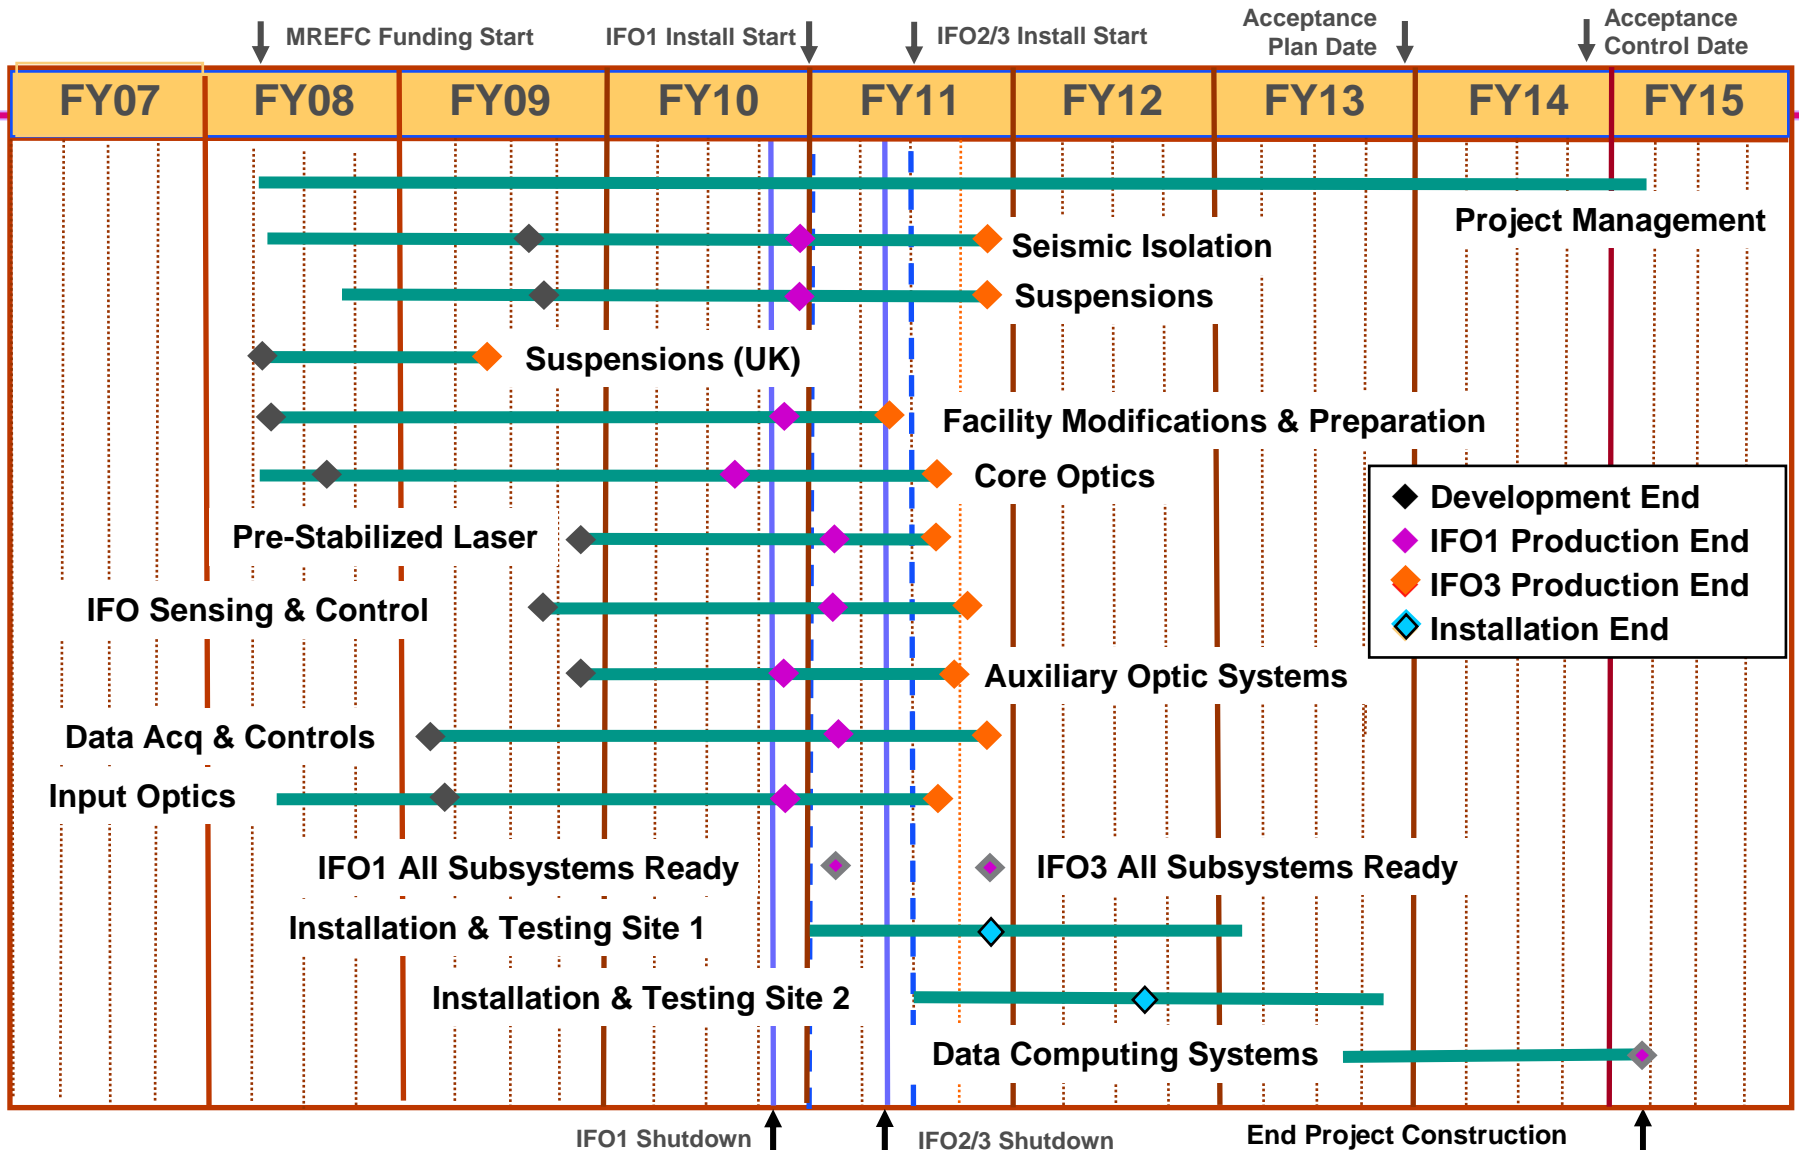 MREFC Funding Start
IFO1 Install Start
IFO2/3 Install Start
Acceptance
Plan Date
Acceptance
Control Date
FY07 FY08 FY09 FY10 FY11 FY12 FY13 FY14 FY15
Project Management
Seismic Isolation
Suspensions
Suspensions (UK)
Facility Modifications & Preparation
Core Optics
Development End
IFO1 Production End
IFO3 Production End
Installation End
Pre-Stabilized Laser
IFO Sensing & Control
Auxiliary Optic Systems
Data Acq & Controls
Input Optics
IFO1 All Subsystems Ready
IFO3 All Subsystems Ready
Installation & Testing Site 1
Installation & Testing Site 2
Data Computing Systems
IFO1 Shutdown
IFO2/3 Shutdown
End Project Construction